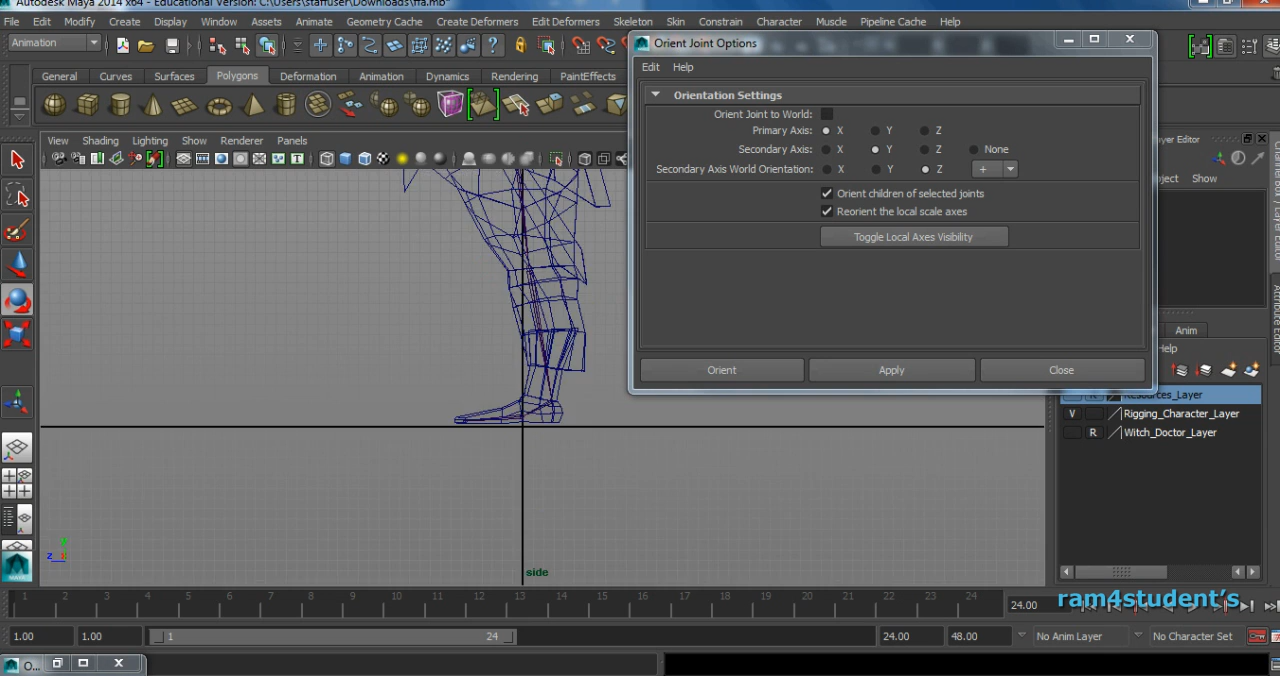 Autodesk Maya 2014 x64 - Educational Version: C:\Users\staffuser\Downloads\ffa.mb*
File Edit Modify Create Display Window Assets Animate Geometry Cache Create Deformers Edit Deformers Skeleton Skin Constrain Character Muscle Pipeline Cache Help
Animation
Orient Joint Options
Edit Help
General Curves Surfaces Polygons Deformation Animation Dynamics Rendering PaintEffects
Orientation Settings
Orient Joint to World:
Primary Axis: X Y Z
Secondary Axis: X Y Z None
Secondary Axis World Orientation: X Y Z +
Orient children of selected joints
Reorient the local scale axes
Toggle Local Axes Visibility
Orient Apply Close
View Shading Lighting Show Renderer Panels
yer Editor
ject Show
Attribute Editor
Anim
Help
R Resources_Layer
V Rigging_Character_Layer
R Witch_Doctor_Layer
y
z x
side
1 2 3 4 5 6 7 8 9 10 11 12 13 14 15 16 17 18 19 20 21 22 23 24
24.00
ram4student's
1.00 1.00 1 24 24.00 48.00 No Anim Layer No Character Set
O...